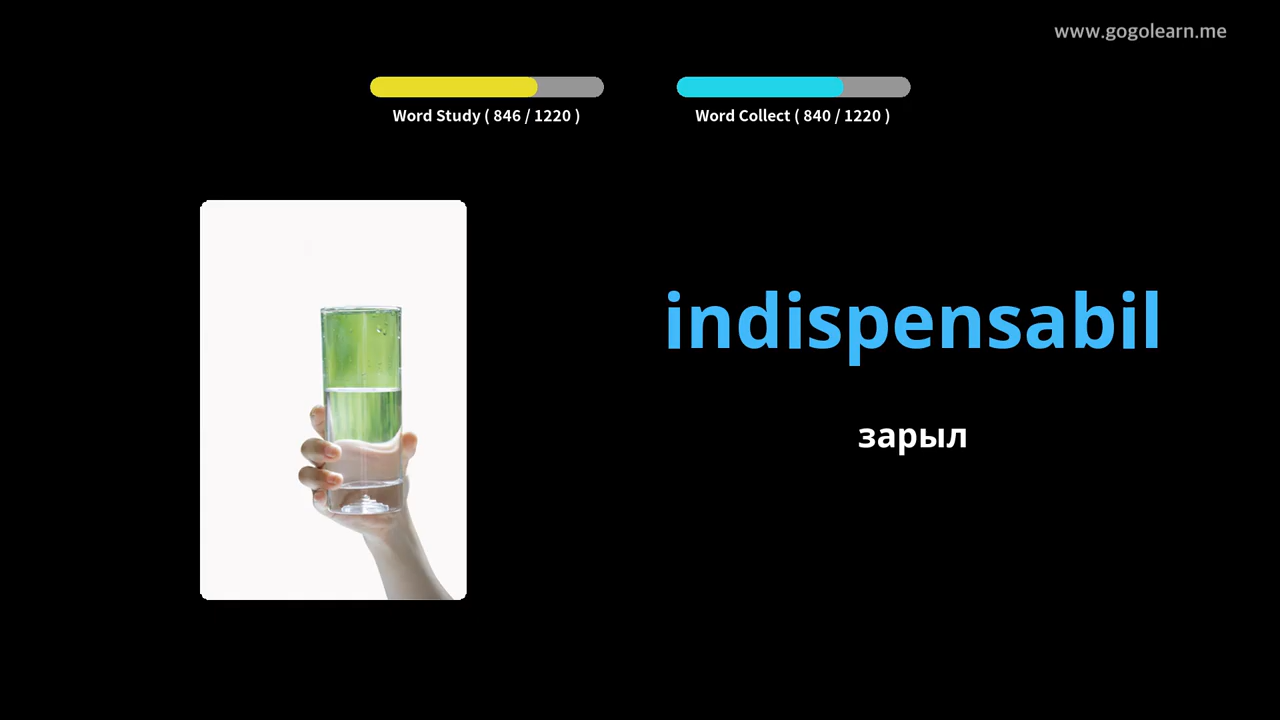 www.gogolearn.me
Word Study ( 846 / 1220 )
Word Collect ( 840 / 1220 )
indispensabil
зарыл